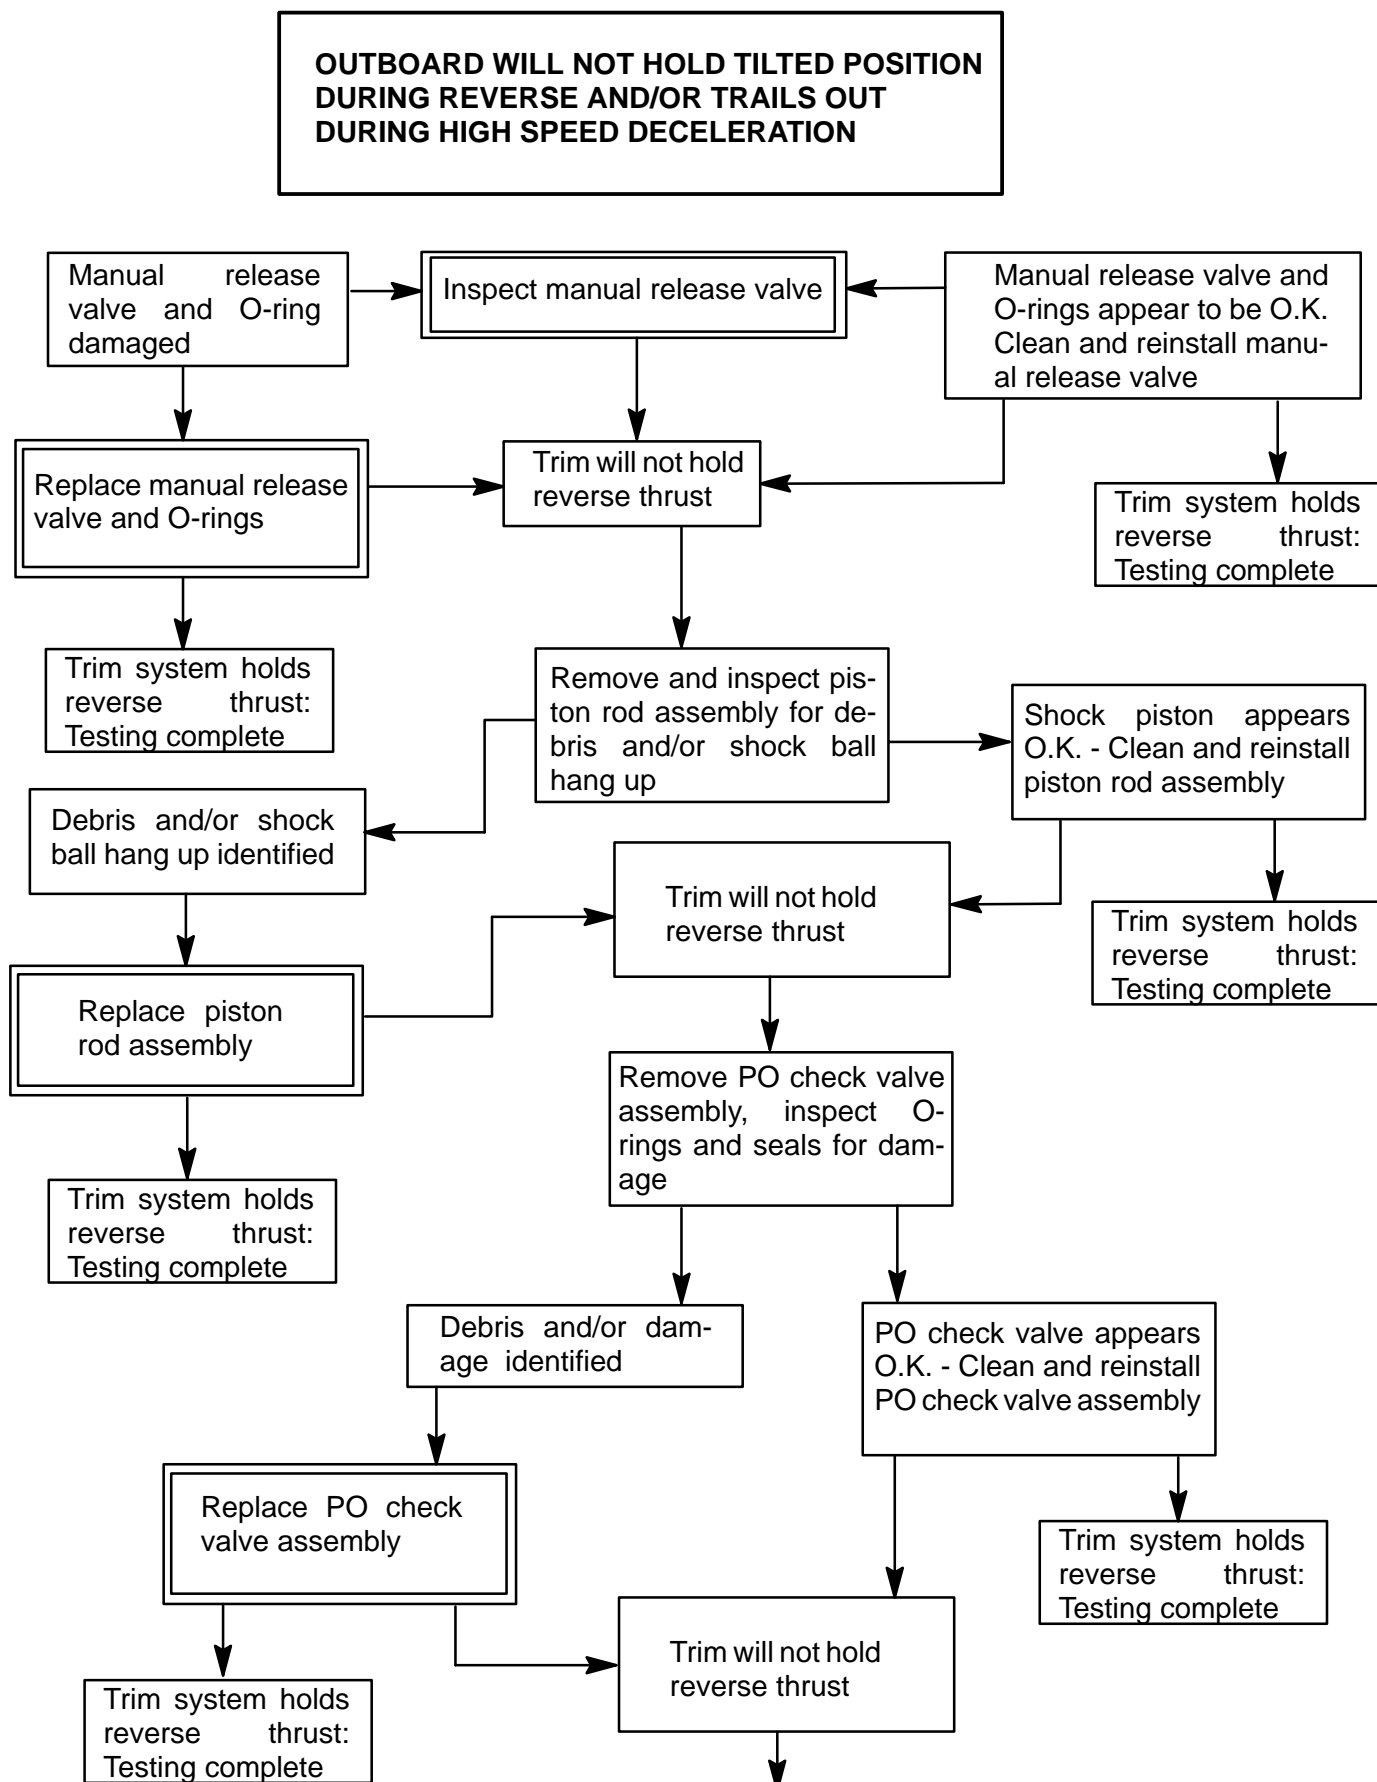 OUTBOARD WILL NOT HOLD TILTED POSITION
DURING REVERSE AND/OR TRAILS OUT
DURING HIGH SPEED DECELERATION
Manual release
valve and O-ring
damaged
Inspect manual release valve
Manual release valve and
O-rings appear to be O.K.
Clean and reinstall manu-
al release valve
Replace manual release
valve and O-rings
Trim will not hold
reverse thrust
Trim system holds
reverse thrust:
Testing complete
Trim system holds
reverse thrust:
Testing complete
Remove and inspect pis-
ton rod assembly for de-
bris and/or shock ball
hang up
Shock piston appears
O.K. - Clean and reinstall
piston rod assembly
Debris and/or shock
ball hang up identified
Trim will not hold
reverse thrust
Trim system holds
reverse thrust:
Testing complete
Replace piston
rod assembly
Remove PO check valve
assembly, inspect O-
rings and seals for dam-
age
Trim system holds
reverse thrust:
Testing complete
Debris and/or dam-
age identified
PO check valve appears
O.K. - Clean and reinstall
PO check valve assembly
Replace PO check
valve assembly
Trim system holds
reverse thrust:
Testing complete
Trim will not hold
reverse thrust
Trim system holds
reverse thrust:
Testing complete